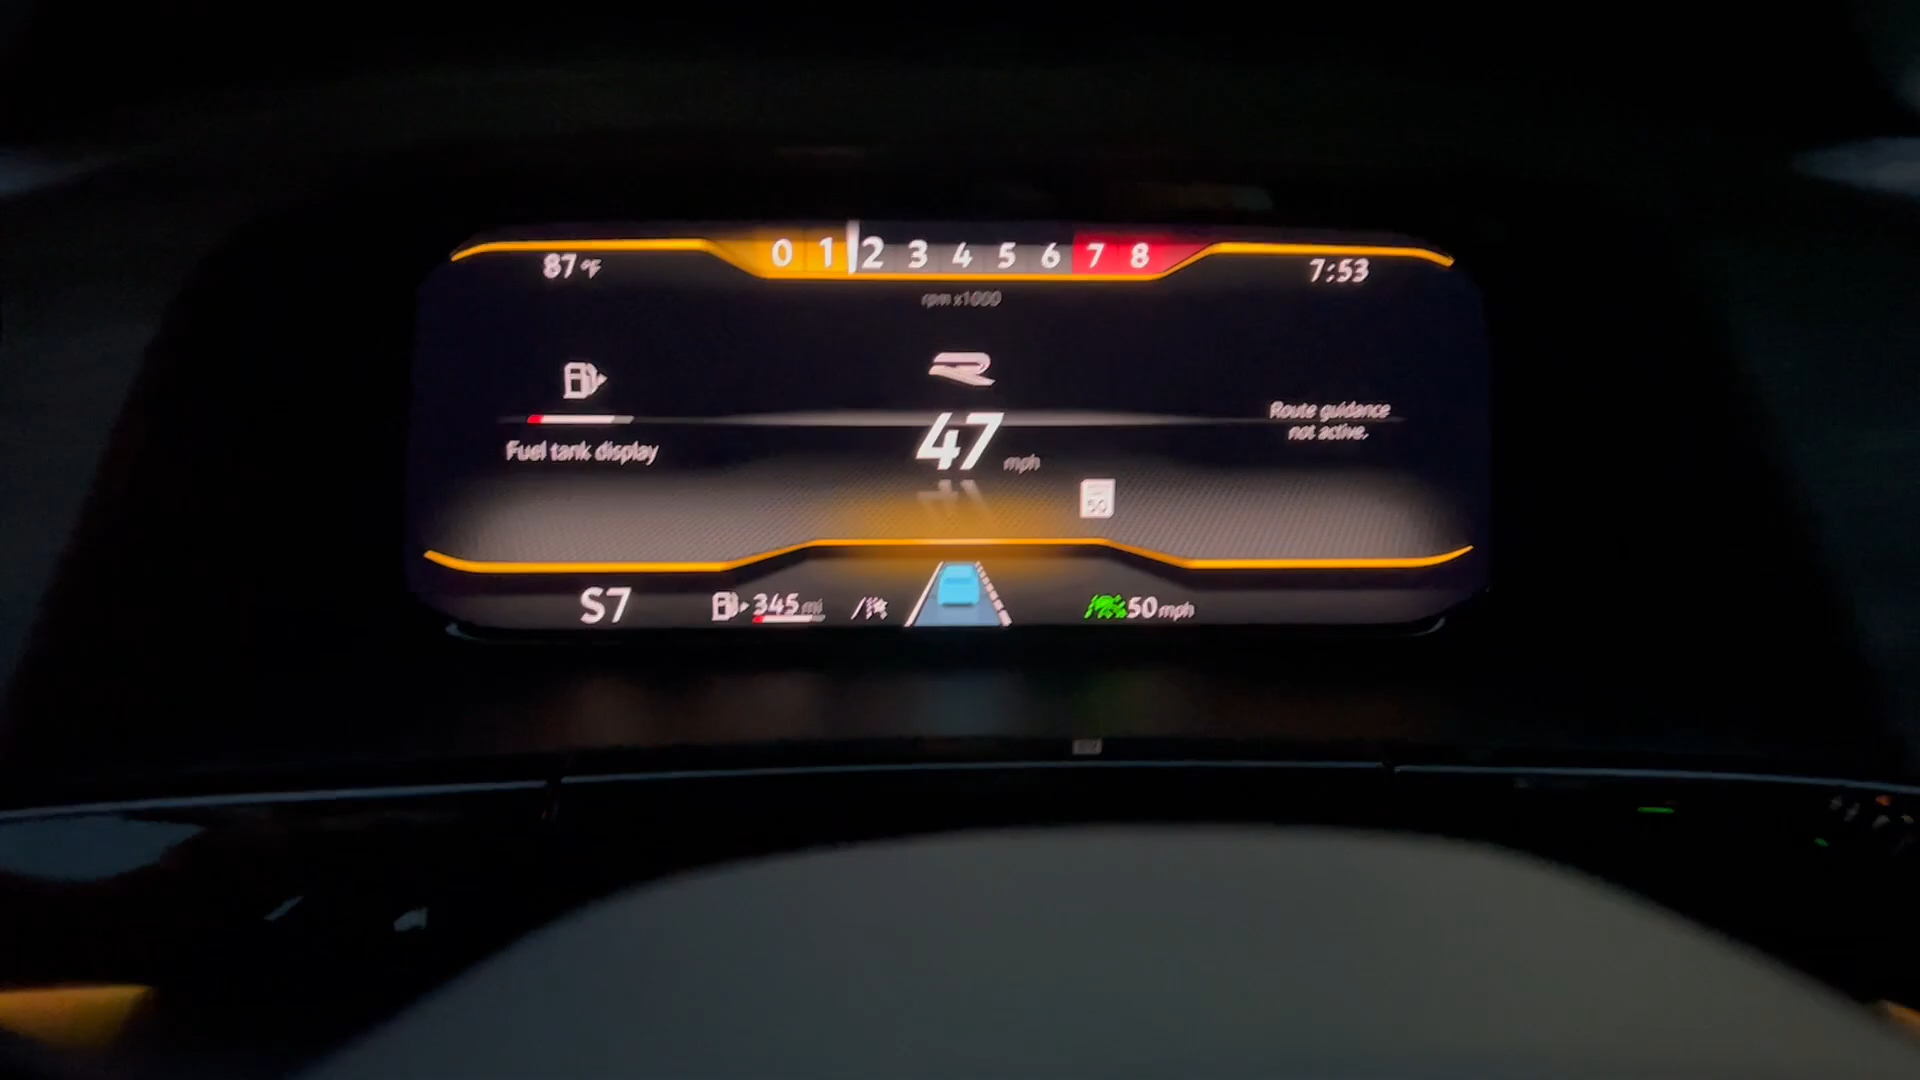 0 1 2 3 4 5 6 7 8
87 °F
7:53
rpm x1000
R
47 mph
Route guidance
not active.
Fuel tank display
50
S7
345 mi
50 mph